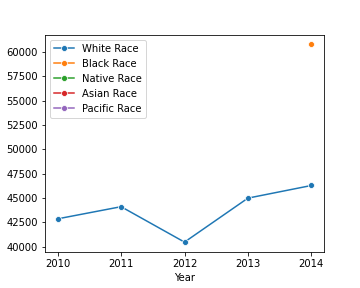 White Race
Black Race
Native Race
Asian Race
Pacific Race
60000
57500
55000
52500
50000
47500
45000
42500
40000
2010 2011 2012 2013 2014
Year